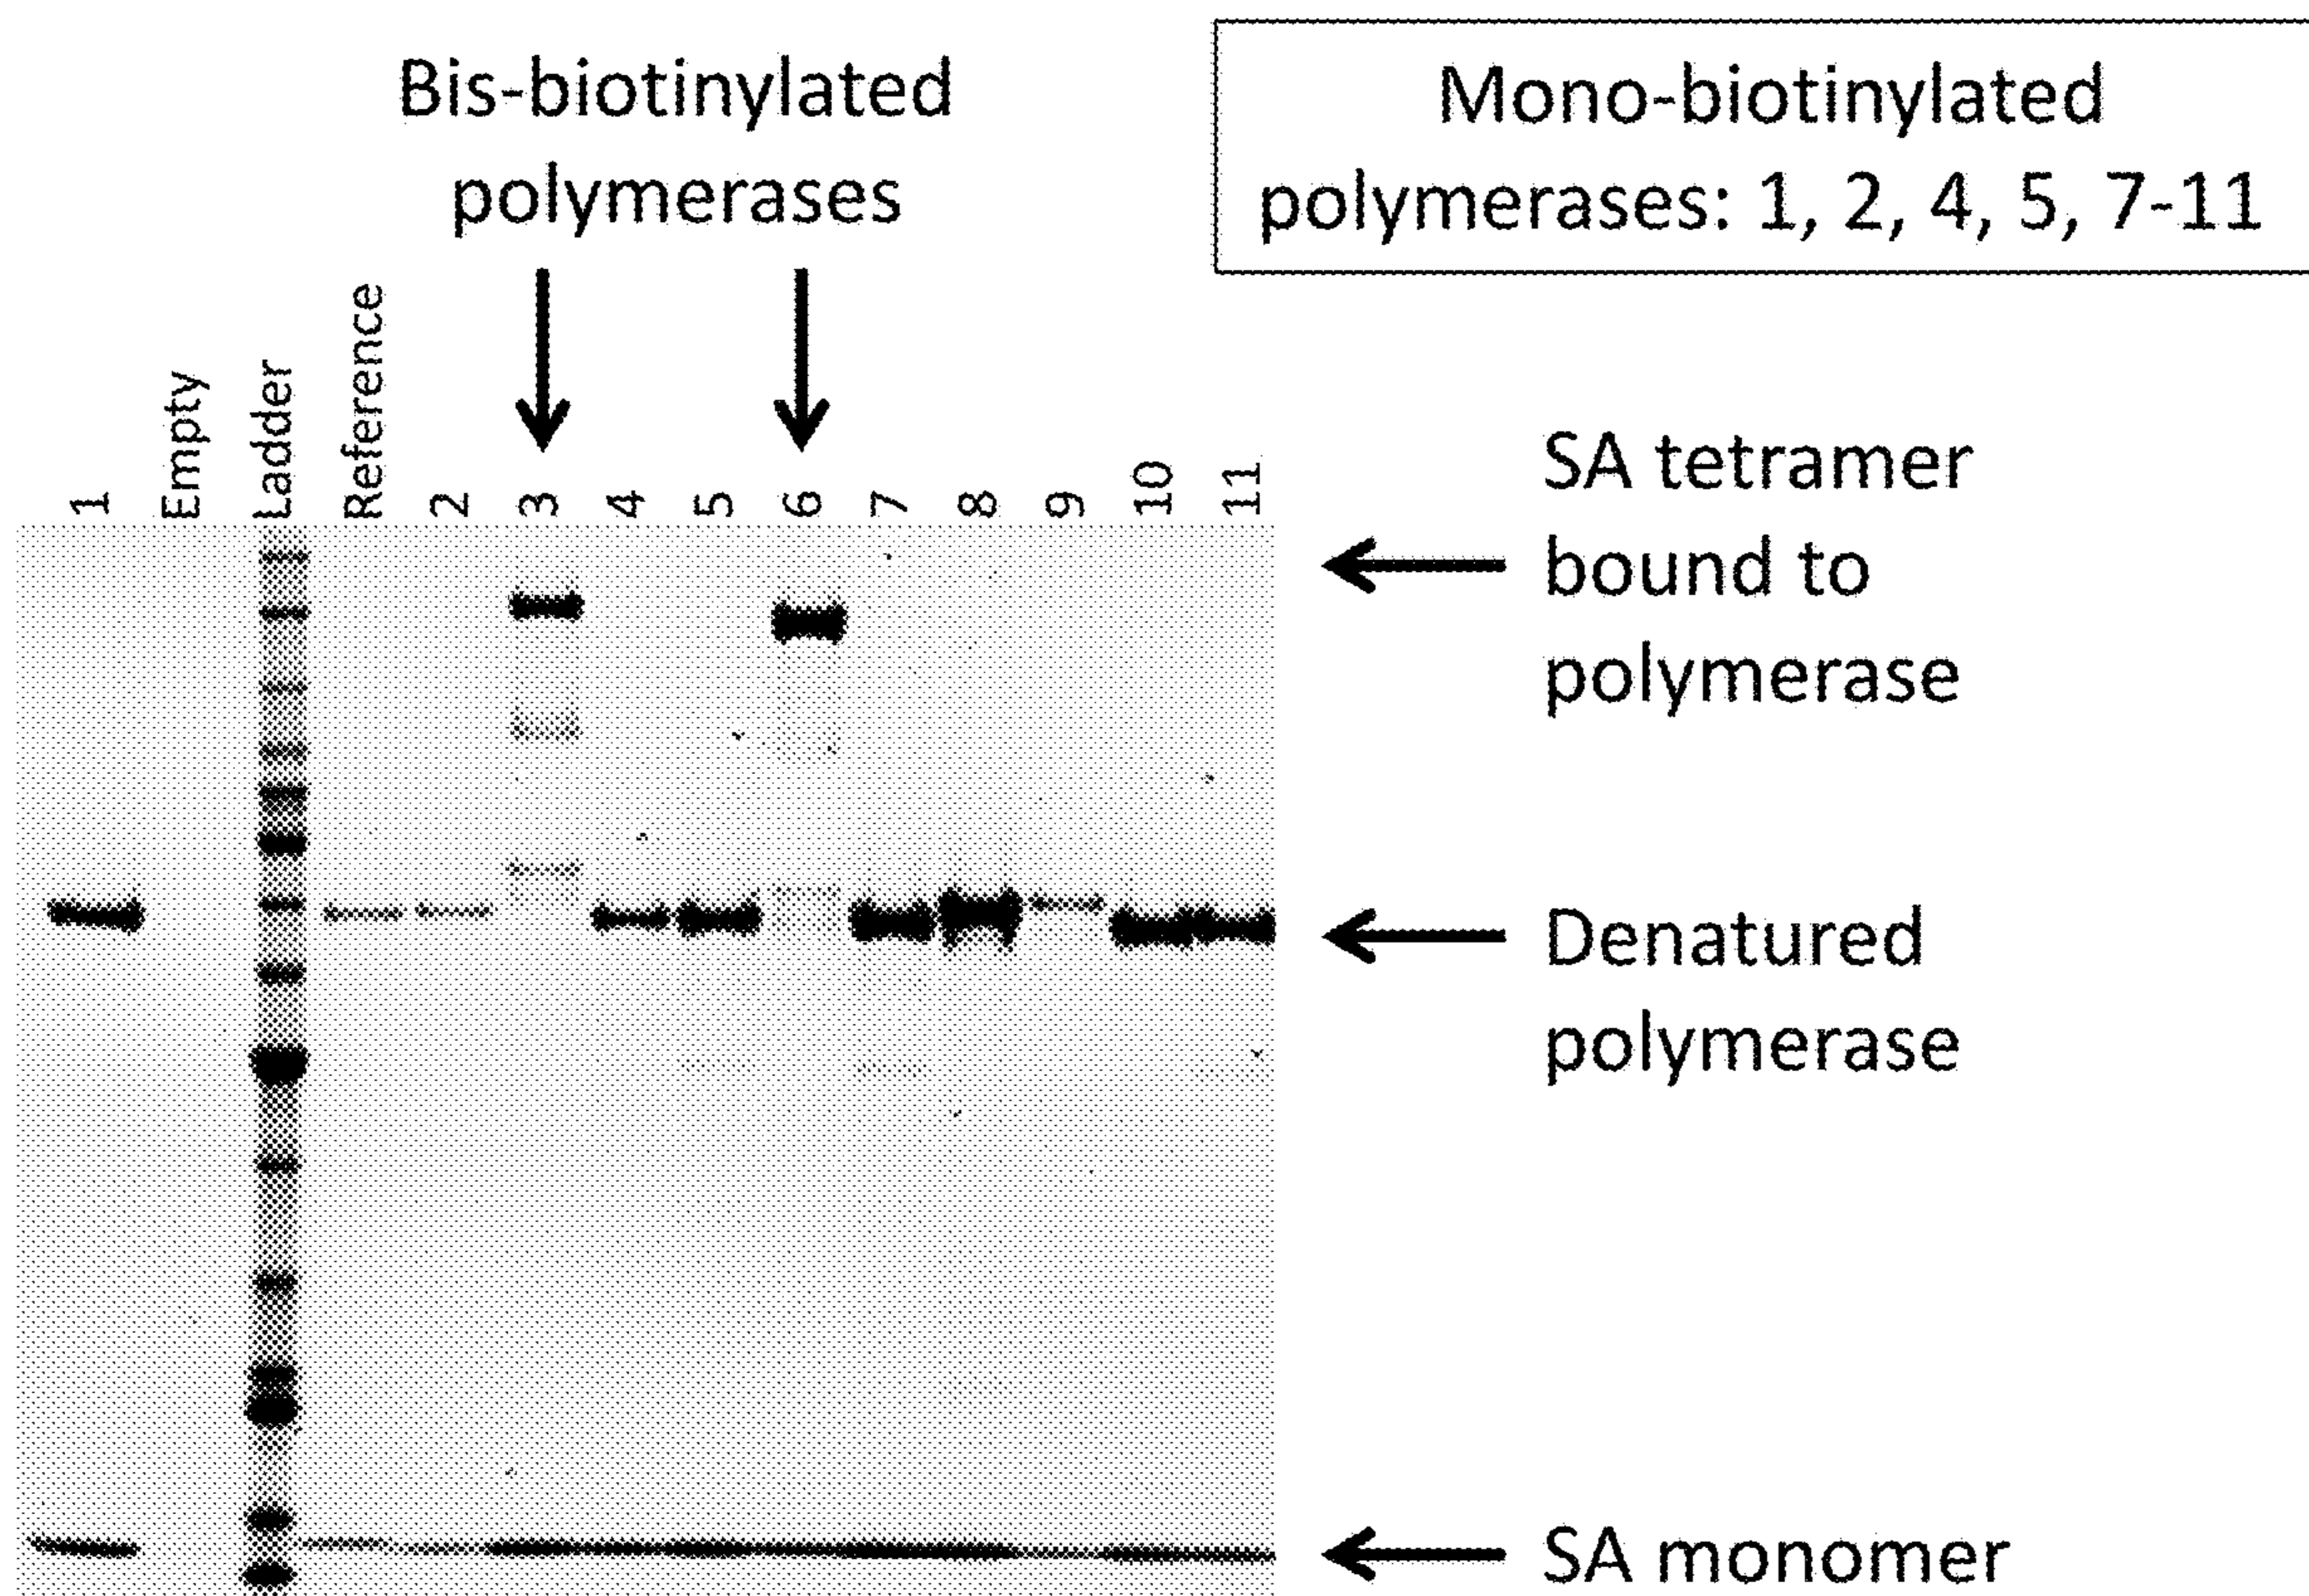 Bis-biotinylated
polymerases
Mono-biotinylated
polymerases: 1, 2, 4, 5, 7-11
1
Empty
Ladder
Reference
2
3
4
5
6
7
8
9
10
11
SA tetramer
bound to
polymerase
Denatured
polymerase
SA monomer